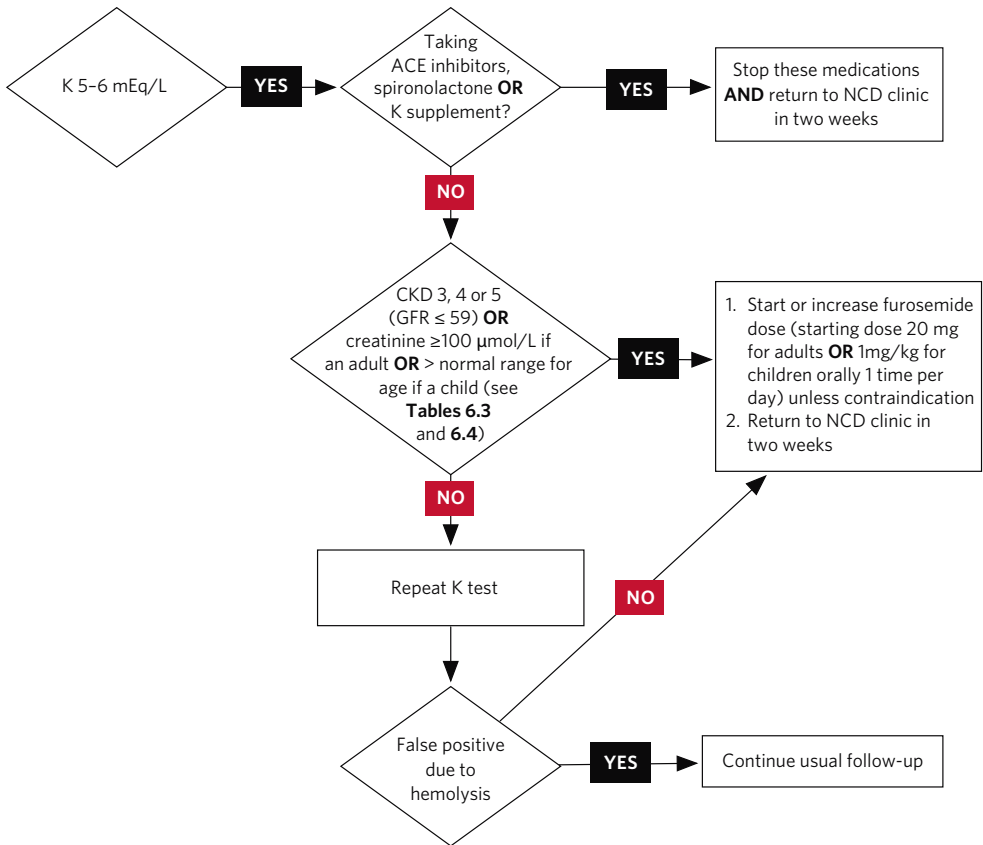 K 5–6 mEq/L
YES
Taking
ACE inhibitors,
spironolactone OR
K supplement?
YES
Stop these medications
AND return to NCD clinic
in two weeks
NO
CKD 3, 4 or 5
(GFR ≤ 59) OR
creatinine ≥100 µmol/L if
an adult OR > normal range for
age if a child (see
Tables 6.3
and 6.4)
YES
1. Start or increase furosemide
dose (starting dose 20 mg
for adults OR 1mg/kg for
children orally 1 time per
day) unless contraindication
2. Return to NCD clinic in
two weeks
NO
Repeat K test
NO
False positive
due to
hemolysis
YES
Continue usual follow-up